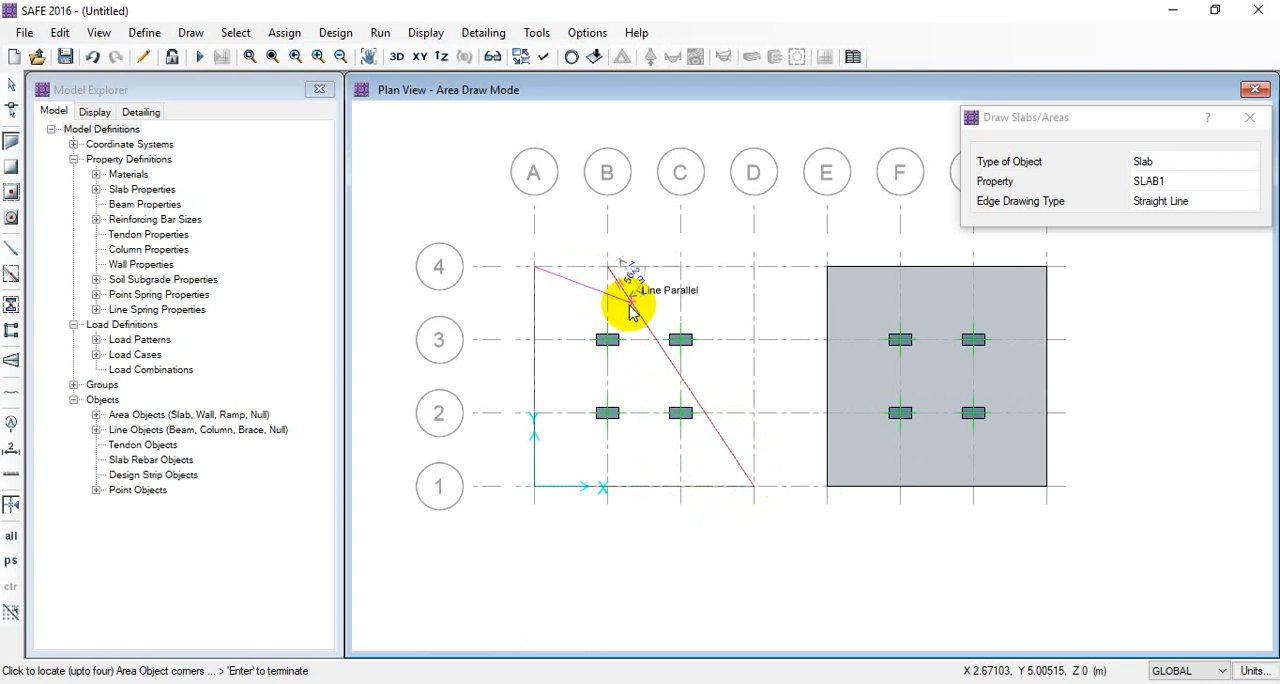 SAFE 2016 - (Untitled)
File Edit View Define Draw Select Assign Design Run Display Detailing Tools Options Help
3D XY
Model Explorer
Model Display Detailing
Model Definitions
Coordinate Systems
Property Definitions
Materials
Slab Properties
Beam Properties
Reinforcing Bar Sizes
Tendon Properties
Column Properties
Wall Properties
Soil Subgrade Properties
Point Spring Properties
Line Spring Properties
Load Definitions
Load Patterns
Load Cases
Load Combinations
Groups
Objects
Area Objects (Slab, Wall, Ramp, Null)
Line Objects (Beam, Column, Brace, Null)
Tendon Objects
Slab Rebar Objects
Design Strip Objects
Point Objects
all
ps
clr
Plan View - Area Draw Mode
Draw Slabs/Areas ?
Type of Object Slab
Property SLAB1
Edge Drawing Type Straight Line
A B C D E F
4
1.2 m
Line Parallel
3
2
Y
1
X
Click to locate (upto four) Area Object corners ... > 'Enter' to terminate
X 2.67103, Y 5.00515, Z 0 (m)
GLOBAL
Units...